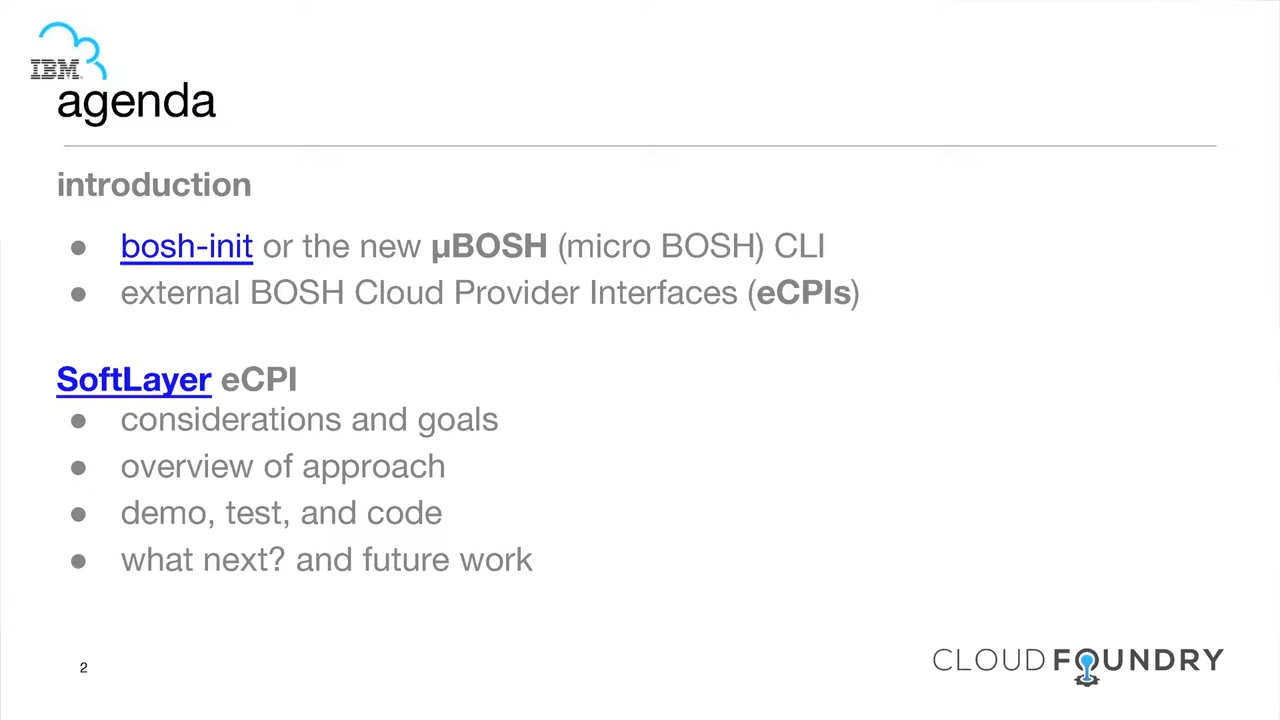 IBM
agenda
introduction
● bosh-init or the new µBOSH (micro BOSH) CLI
● external BOSH Cloud Provider Interfaces (eCPIs)
SoftLayer eCPI
● considerations and goals
● overview of approach
● demo, test, and code
● what next? and future work
2
CLOUD FOUNDRY